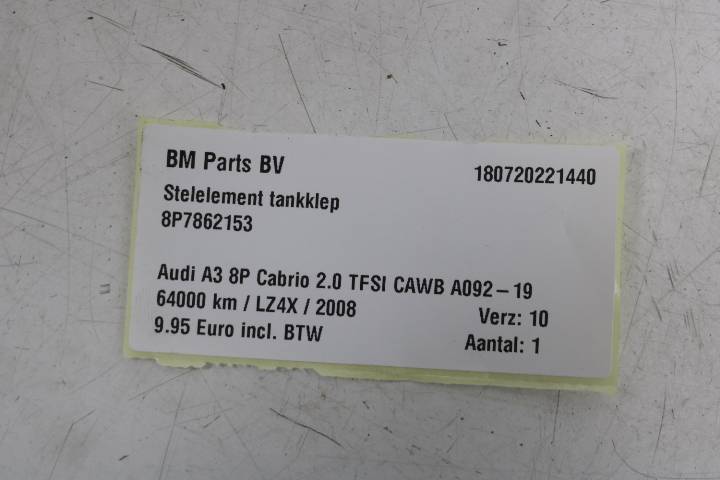 BM Parts BV 180720221440
Stelelement tankklep
8P7862153
Audi A3 8P Cabrio 2.0 TFSI CAWB A092-19
64000 km / LZ4X / 2008 Verz: 10
9.95 Euro incl. BTW Aantal: 1